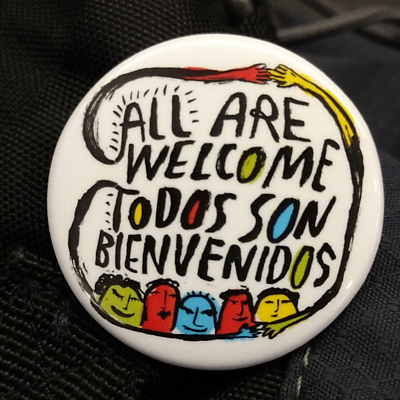 ALL ARE
WELCOME
TODOS SON
BIENVENIDOS